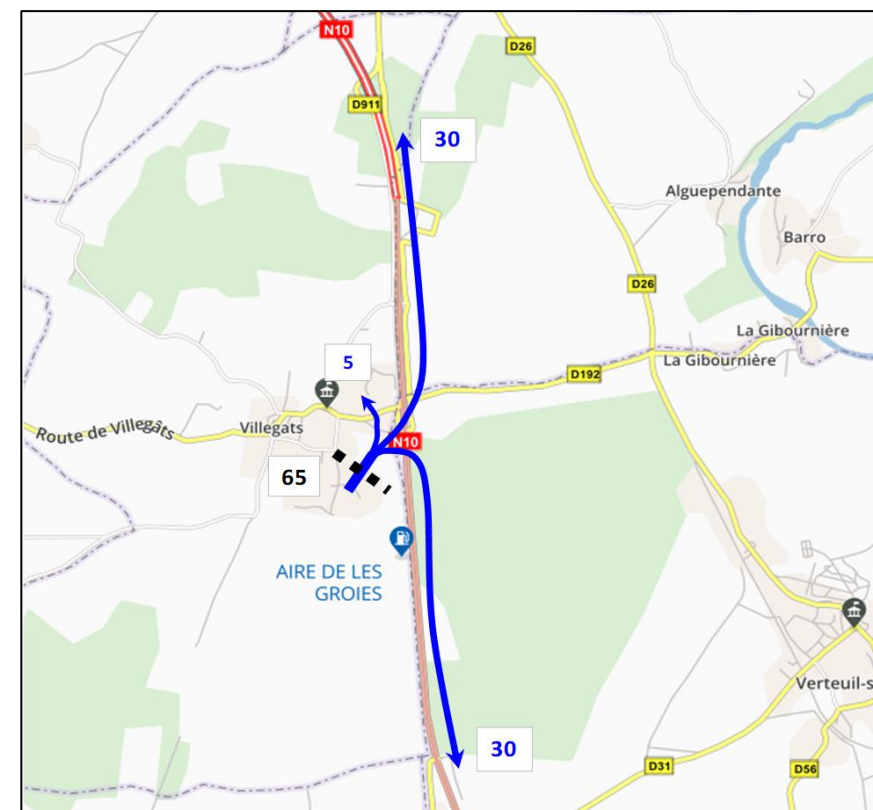 N10
D26
D911
30
Alguependante
Barro
D26
La Gibournière
La Gibournière
5
D192
Route de Villegâts
Villegats
N10
65
AIRE DE LES
GROIES
Verteuil-s
30
D31
D56